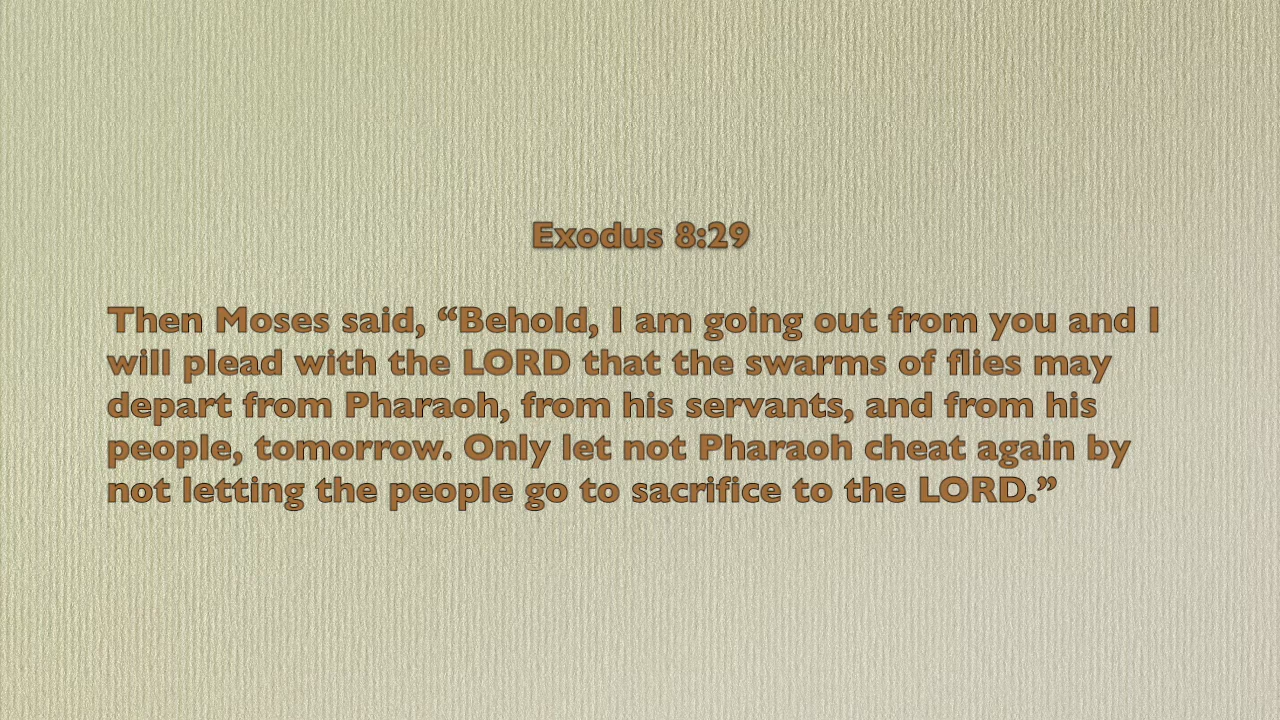 Exodus 8:29
Then Moses said, “Behold, I am going out from you and I
will plead with the LORD that the swarms of flies may
depart from Pharaoh, from his servants, and from his
people, tomorrow. Only let not Pharaoh cheat again by
not letting the people go to sacrifice to the LORD.”